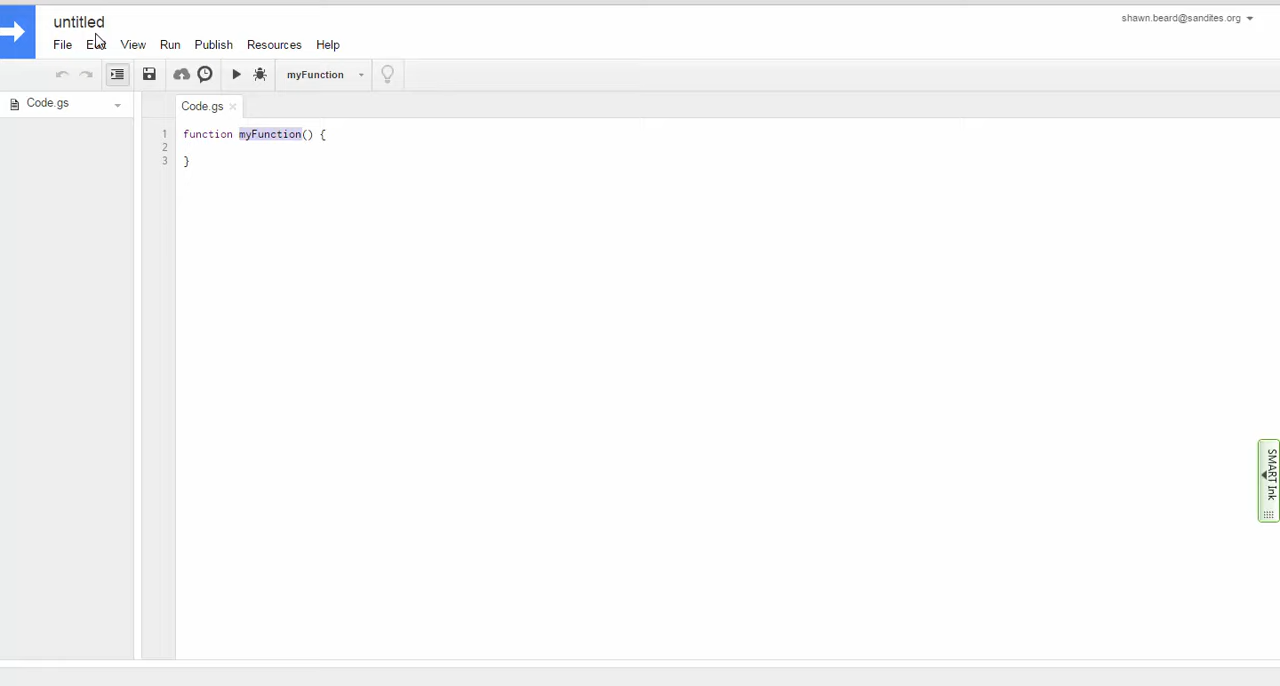 untitled
shawn.beard@sandites.org
File Edit View Run Publish Resources Help
myFunction
Code.gs
Code.gs
1 function myFunction() {
2
3 }
SMART Ink